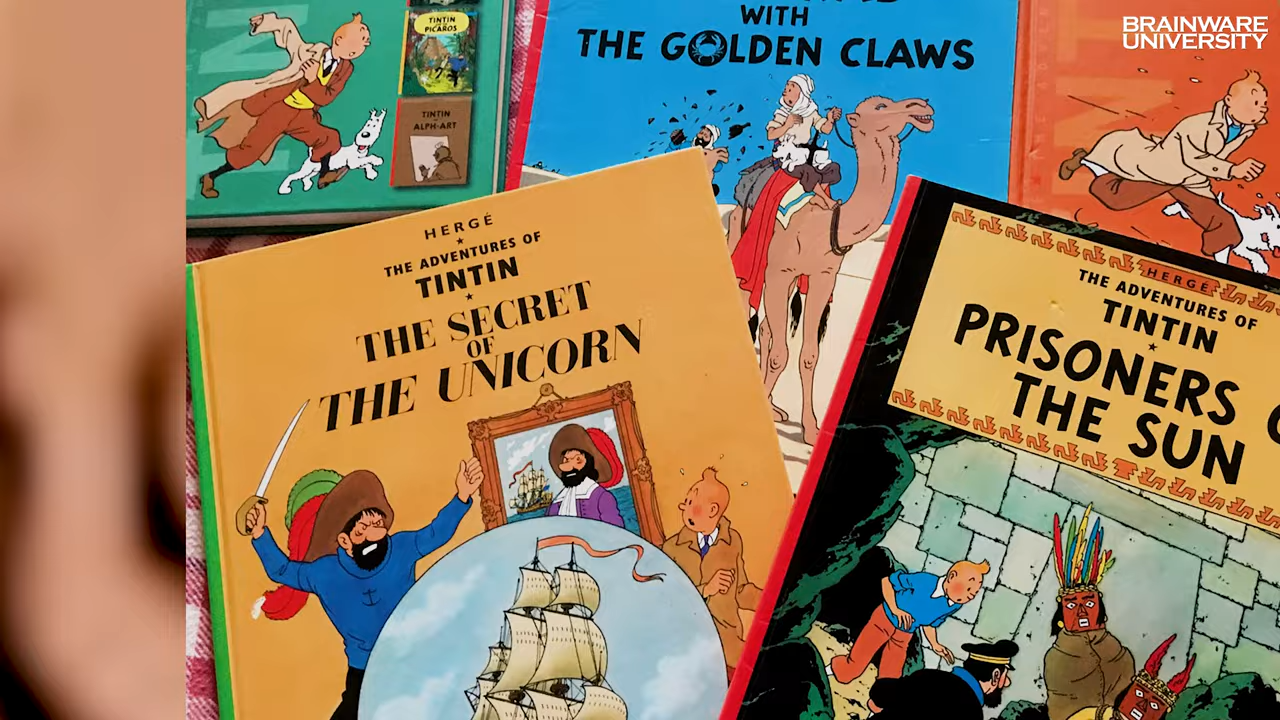 BRAINWARE
UNIVERSITY
TINTIN
PICAROS
TINTIN
ALPH-ART
WITH
THE GOLDEN CLAWS
HERGÉ
THE ADVENTURES OF
TINTIN
THE SECRET
OF
THE UNICORN
HERGÉ
THE ADVENTURES OF
TINTIN
PRISONERS
THE SUN